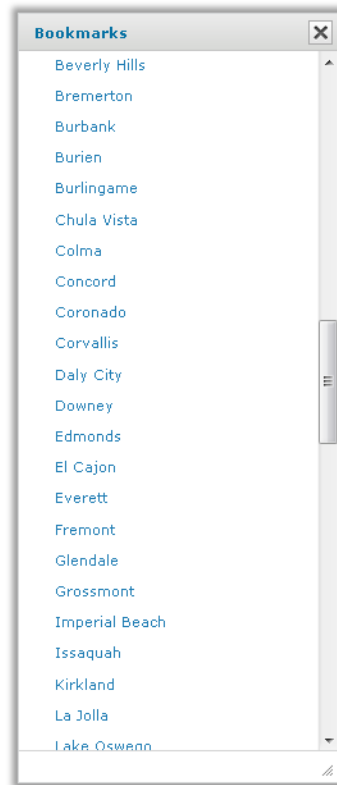 Bookmarks
Beverly Hills
Bremerton
Burbank
Burien
Burlingame
Chula Vista
Colma
Concord
Coronado
Corvallis
Daly City
Downey
Edmonds
El Cajon
Everett
Fremont
Glendale
Grossmont
Imperial Beach
Issaquah
Kirkland
La Jolla
Lake Oswego